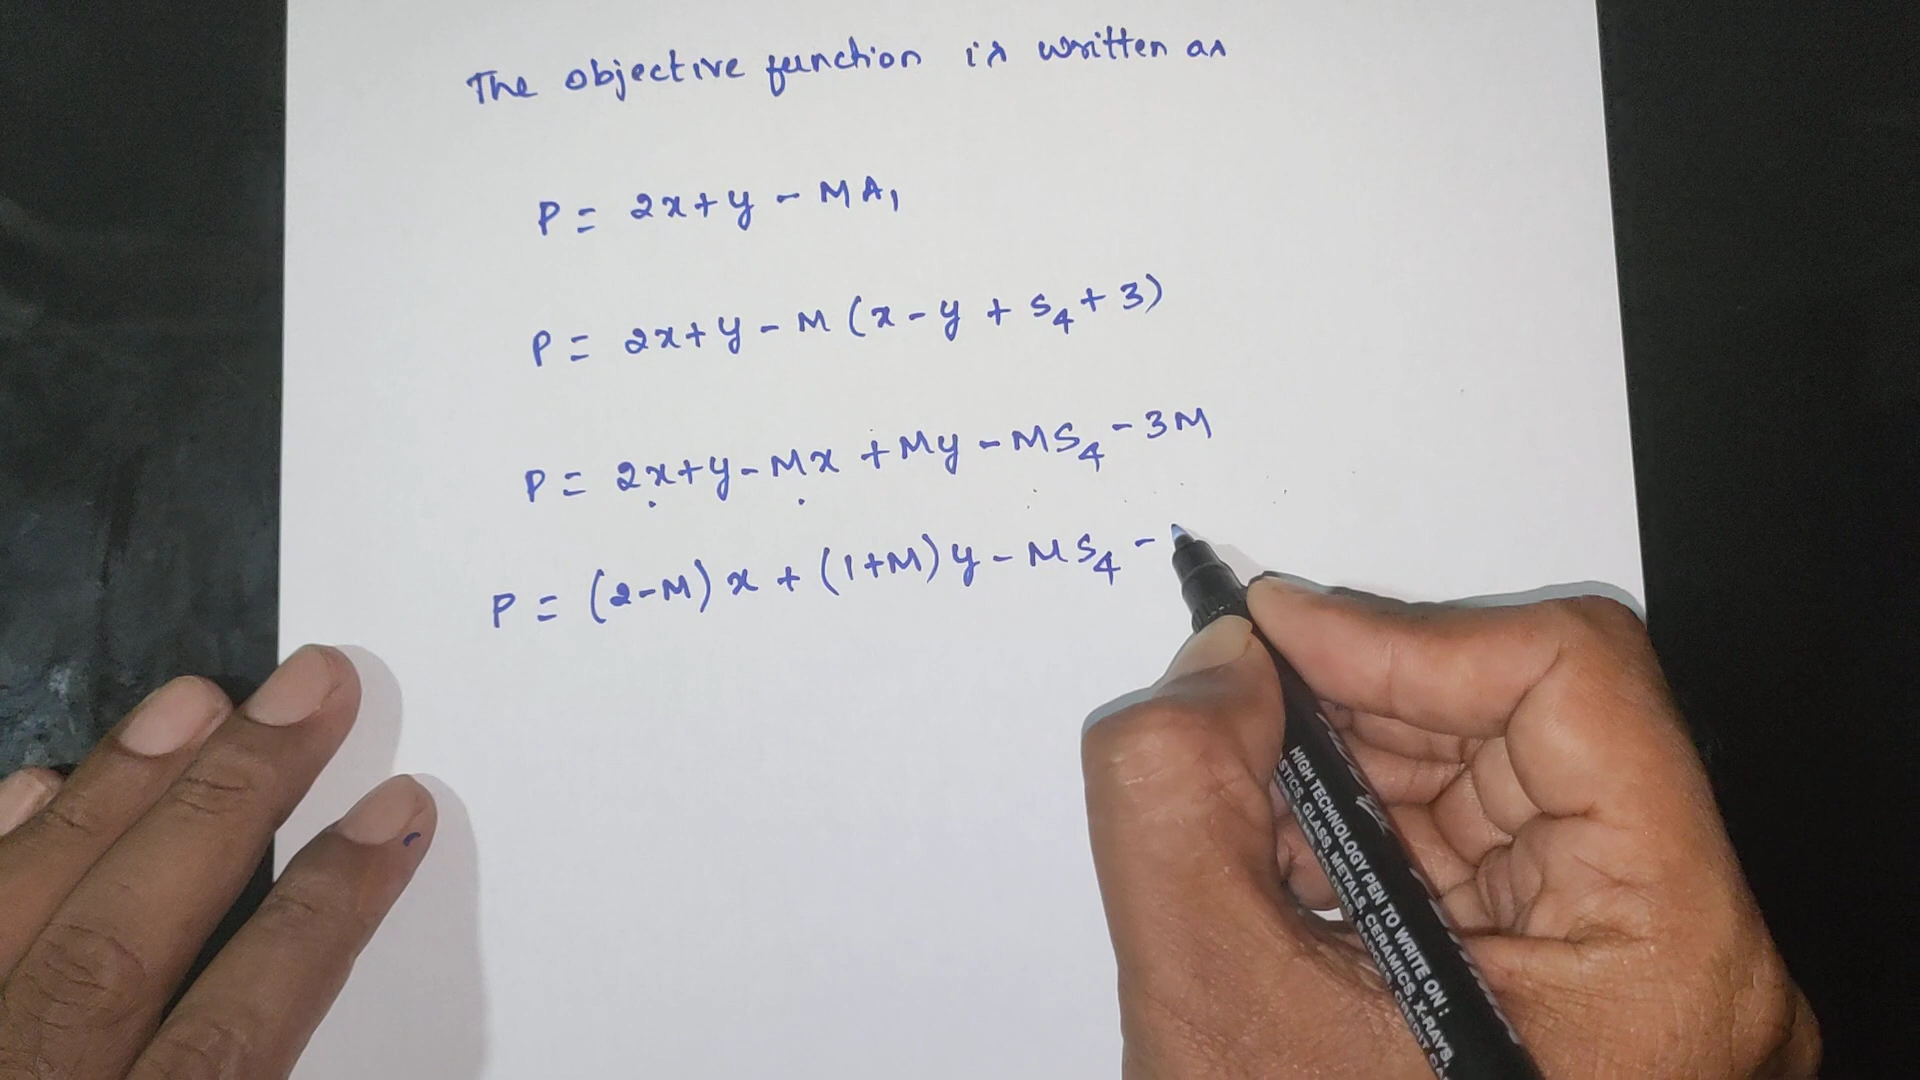 The objective function is written as
P = 2x+y - MA₁
P = 2x+y - M (x-y + S₄ + 3)
P = 2x+y-Mx +My - MS₄ - 3M
P = (2-M) x + (1+M) y - MS₄ -
HIGH TECHNOLOGY PEN TO WRITE ON :
STICS, GLASS, METALS, CERAMICS, X-RAYS,